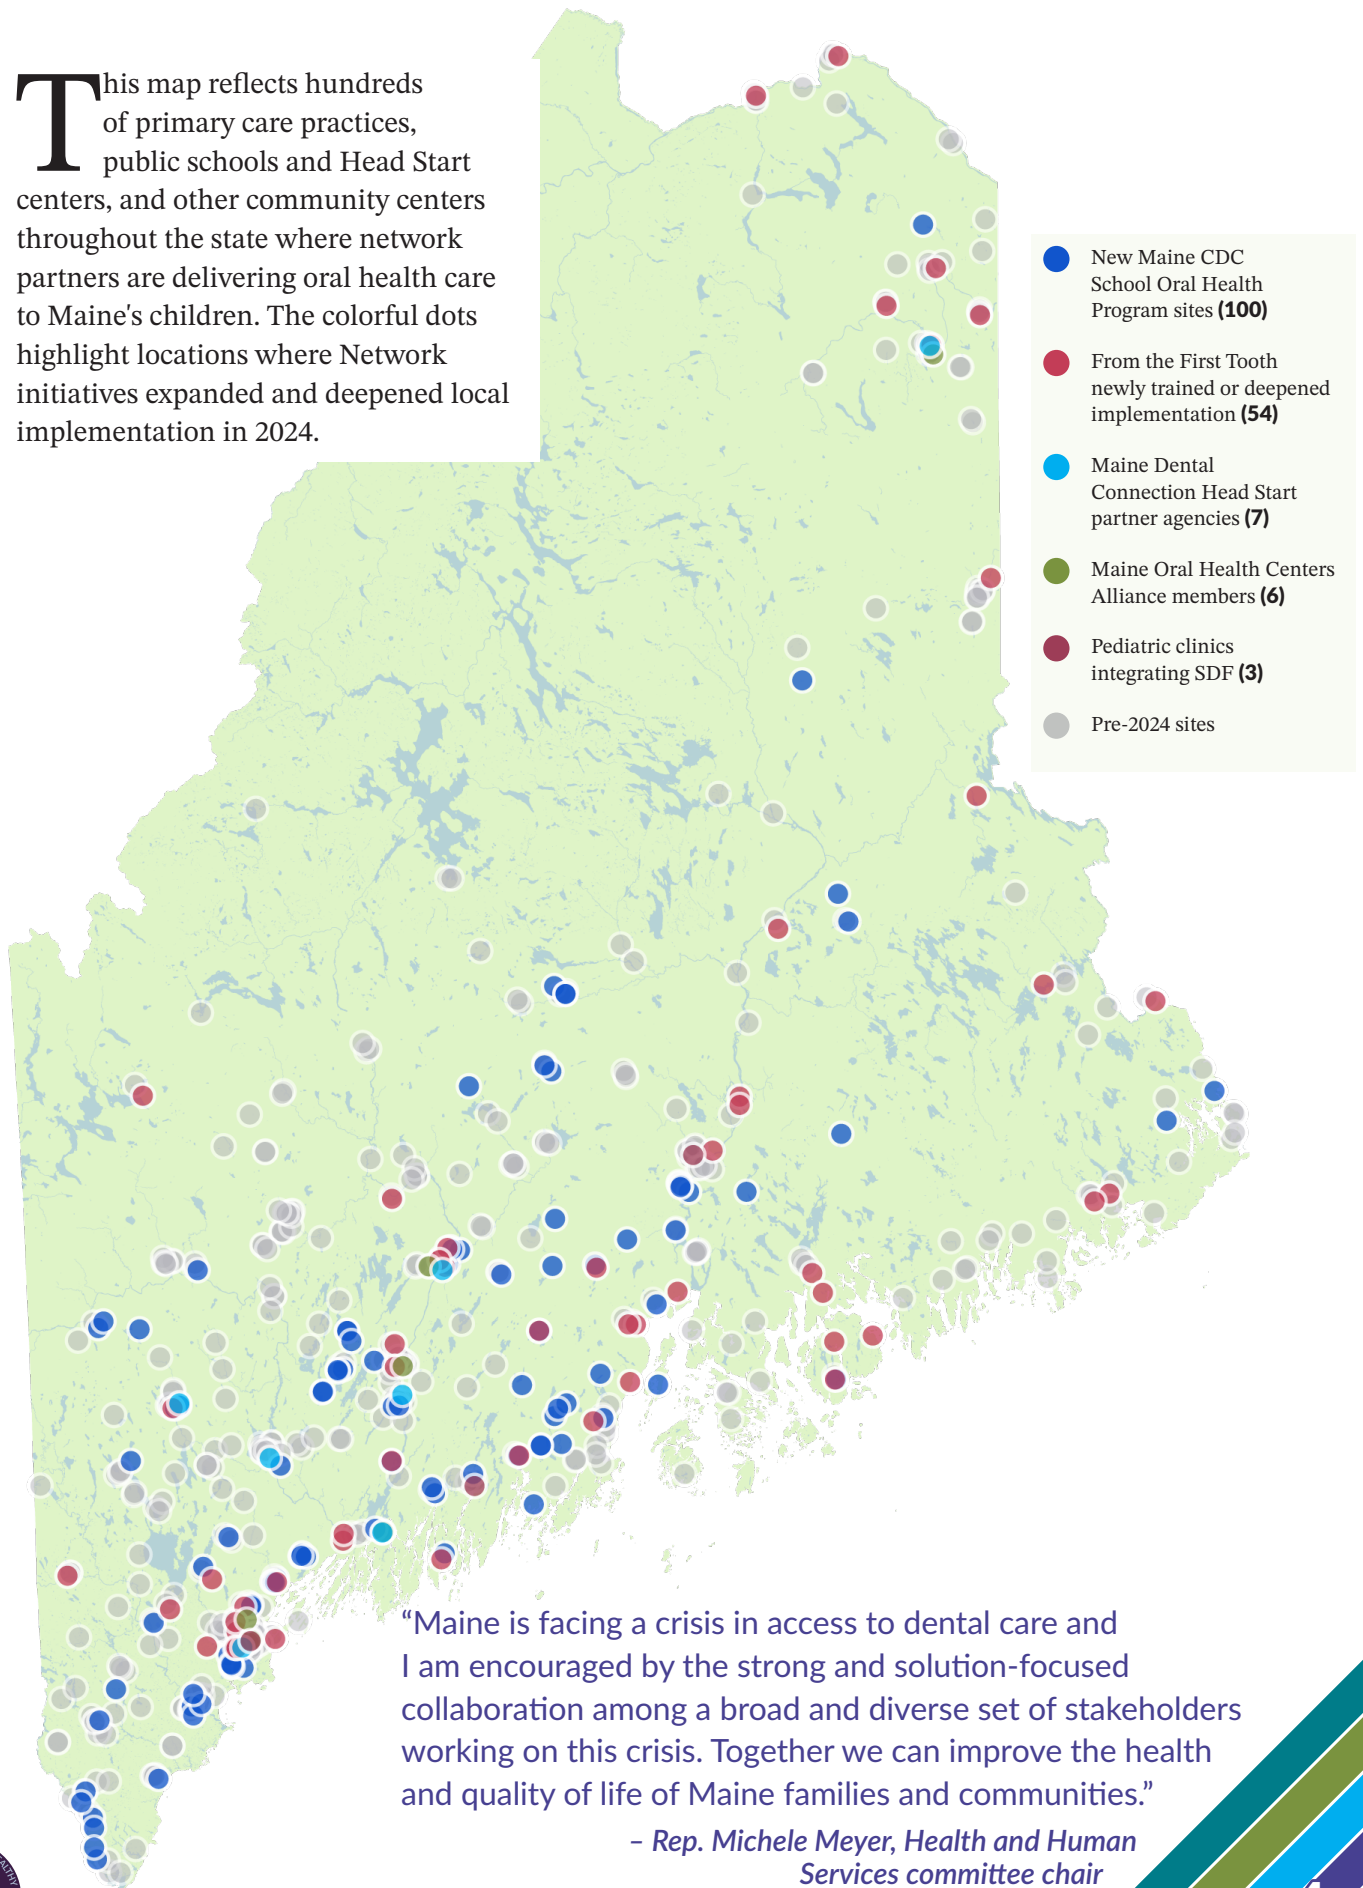 This map reflects hundreds
of primary care practices,
public schools and Head Start
centers, and other community centers
throughout the state where network
partners are delivering oral health care
to Maine's children. The colorful dots
highlight locations where Network
initiatives expanded and deepened local
implementation in 2024.
New Maine CDC
School Oral Health
Program sites (100)
From the First Tooth
newly trained or deepened
implementation (54)
Maine Dental
Connection Head Start
partner agencies (7)
Maine Oral Health Centers
Alliance members (6)
Pediatric clinics
integrating SDF (3)
Pre-2024 sites
“Maine is facing a crisis in access to dental care and
I am encouraged by the strong and solution-focused
collaboration among a broad and diverse set of stakeholders
working on this crisis. Together we can improve the health
and quality of life of Maine families and communities.”
– Rep. Michele Meyer, Health and Human
Services committee chair